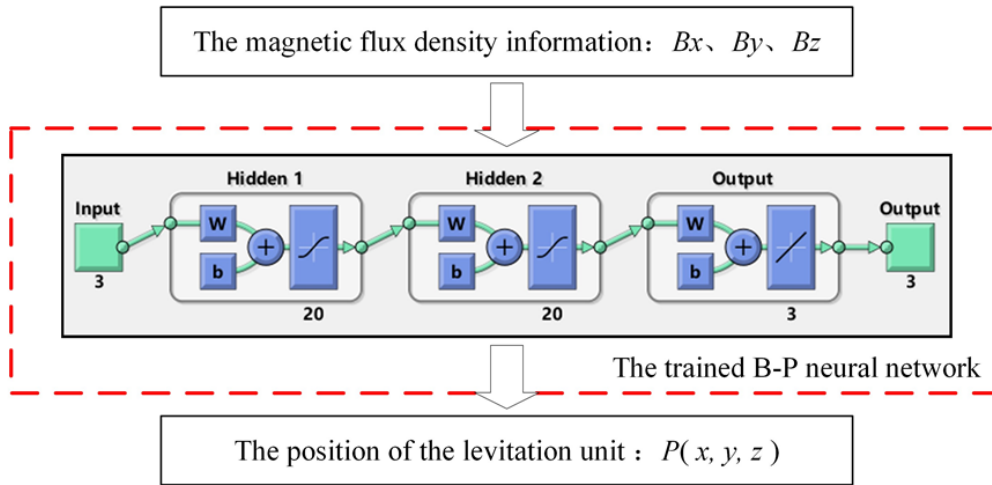 The magnetic flux density information：Bx、By、Bz
Hidden 1
Hidden 2
Output
Input
Output
W
b
+
W
b
+
W
b
+
3
20
20
3
3
The trained B-P neural network
The position of the levitation unit：P( x, y, z )